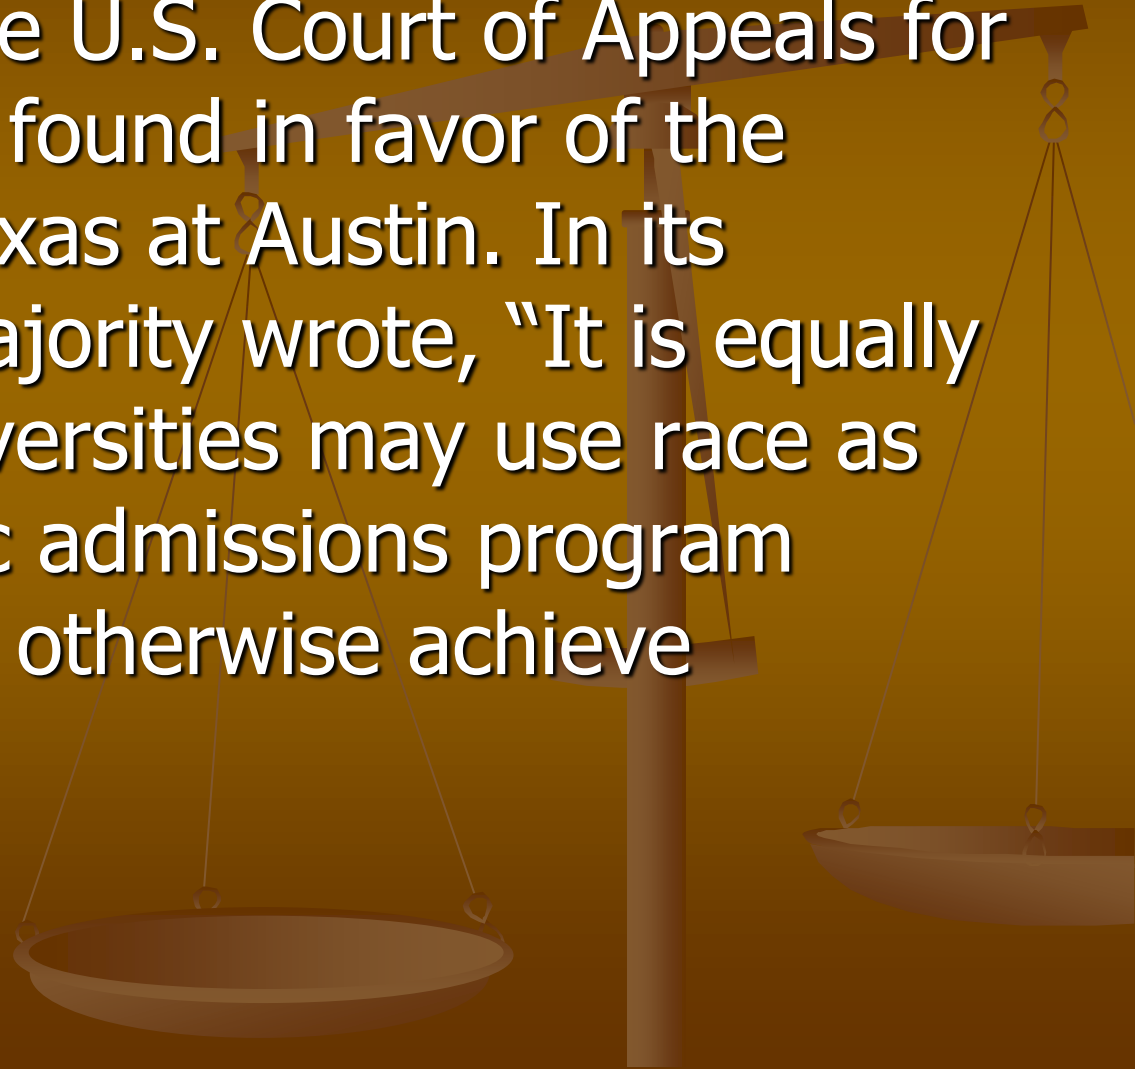 e U.S. Court of Appeals for
found in favor of the
xas at Austin. In its
ajority wrote, “It is equally
versities may use race as
c admissions program
otherwise achieve